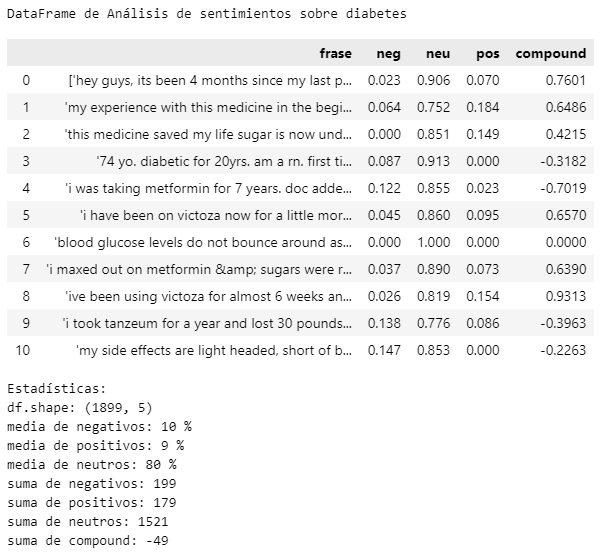 DataFrame de Análisis de sentimientos sobre diabetes
frase neg neu pos compound
0 ['hey guys, its been 4 months since my last p... 0.023 0.906 0.070 0.7601
1 'my experience with this medicine in the begi... 0.064 0.752 0.184 0.6486
2 'this medicine saved my life sugar is now und... 0.000 0.851 0.149 0.4215
3 '74 yo. diabetic for 20yrs. am a rn. first ti... 0.087 0.913 0.000 -0.3182
4 'i was taking metformin for 7 years. doc adde... 0.122 0.855 0.023 -0.7019
5 'i have been on victoza now for a little mor... 0.045 0.860 0.095 0.6570
6 'blood glucose levels do not bounce around as... 0.000 1.000 0.000 0.0000
7 'i maxed out on metformin &amp; sugars were r... 0.037 0.890 0.073 0.6390
8 'ive been using victoza for almost 6 weeks an... 0.026 0.819 0.154 0.9313
9 'i took tanzeum for a year and lost 30 pounds... 0.138 0.776 0.086 -0.3963
10 'my side effects are light headed, short of b... 0.147 0.853 0.000 -0.2263
Estadísticas:
df.shape: (1899, 5)
media de negativos: 10 %
media de positivos: 9 %
media de neutros: 80 %
suma de negativos: 199
suma de positivos: 179
suma de neutros: 1521
suma de compound: -49